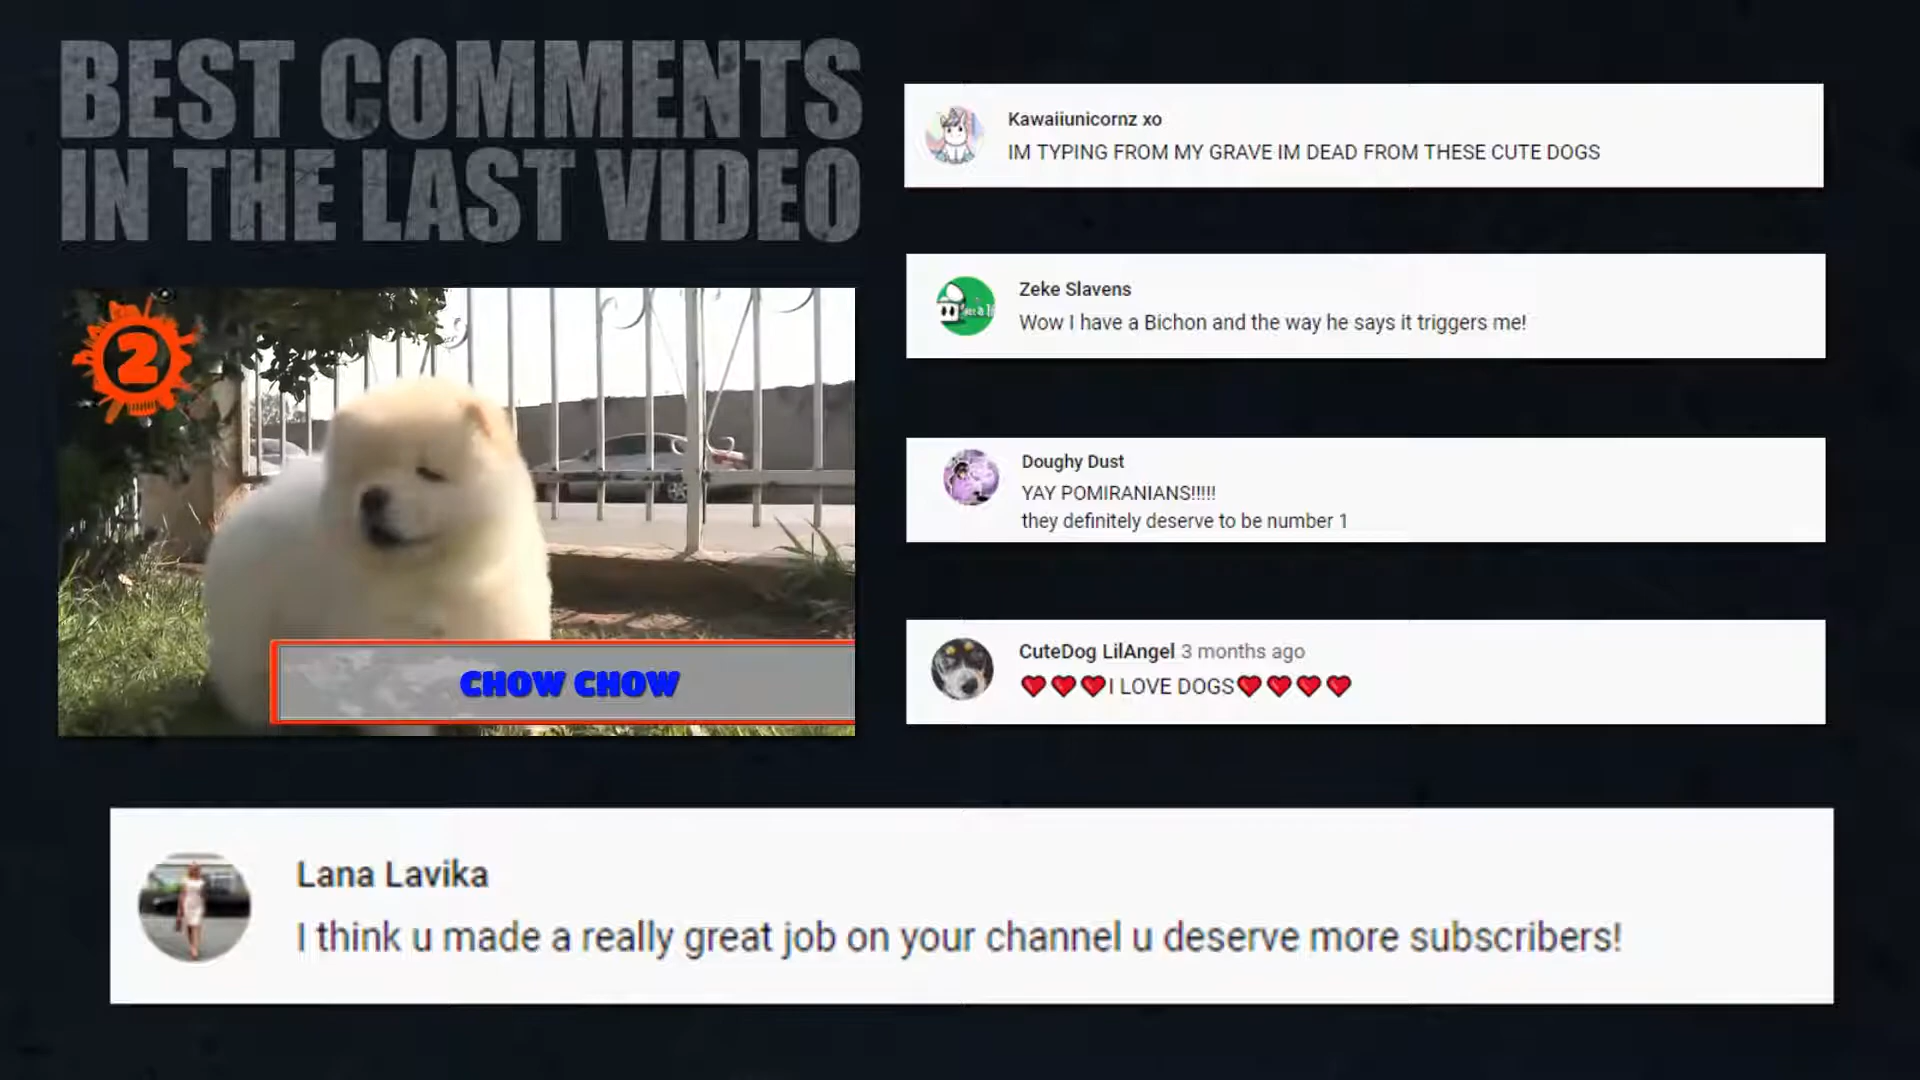 BEST COMMENTS
IN THE LAST VIDEO
2
CHOW CHOW
Kawaiiunicornz xo
IM TYPING FROM MY GRAVE IM DEAD FROM THESE CUTE DOGS
Zeke Slavens
Wow I have a Bichon and the way he says it triggers me!
Doughy Dust
YAY POMIRANIANS!!!!!
they definitely deserve to be number 1
CuteDog LilAngel 3 months ago
❤❤❤I LOVE DOGS❤❤❤❤
Lana Lavika
I think u made a really great job on your channel u deserve more subscribers!